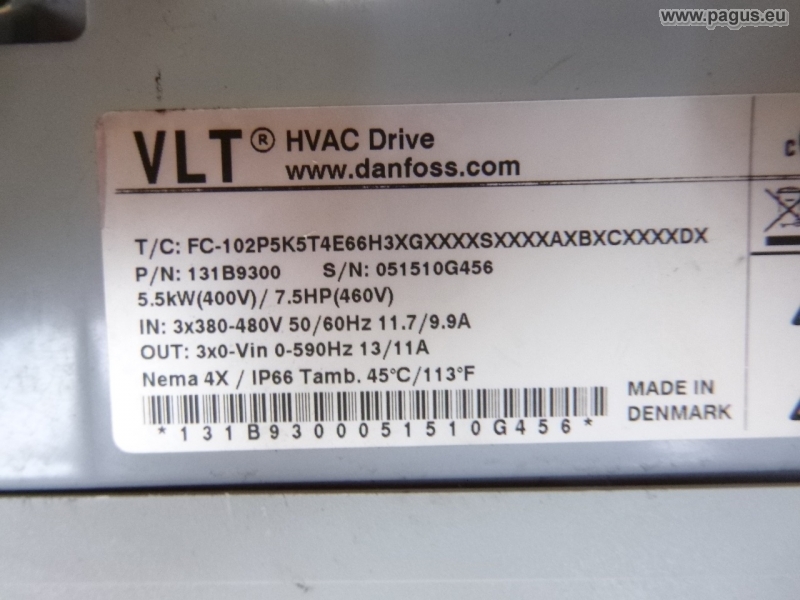 www.pagus.eu
VLT® HVAC Drive
www.danfoss.com
T/C: FC-102P5K5T4E66H3XGXXXXSXXXXAXBXCXXXXDX
P/N: 131B9300 S/N: 051510G456
5.5kW(400V)/ 7.5HP(460V)
IN: 3x380-480V 50/60Hz 11.7/9.9A
OUT: 3x0-Vin 0-590Hz 13/11A
Nema 4X / IP66 Tamb. 45°C/113°F
*131B9300051510G456*
MADE IN
DENMARK